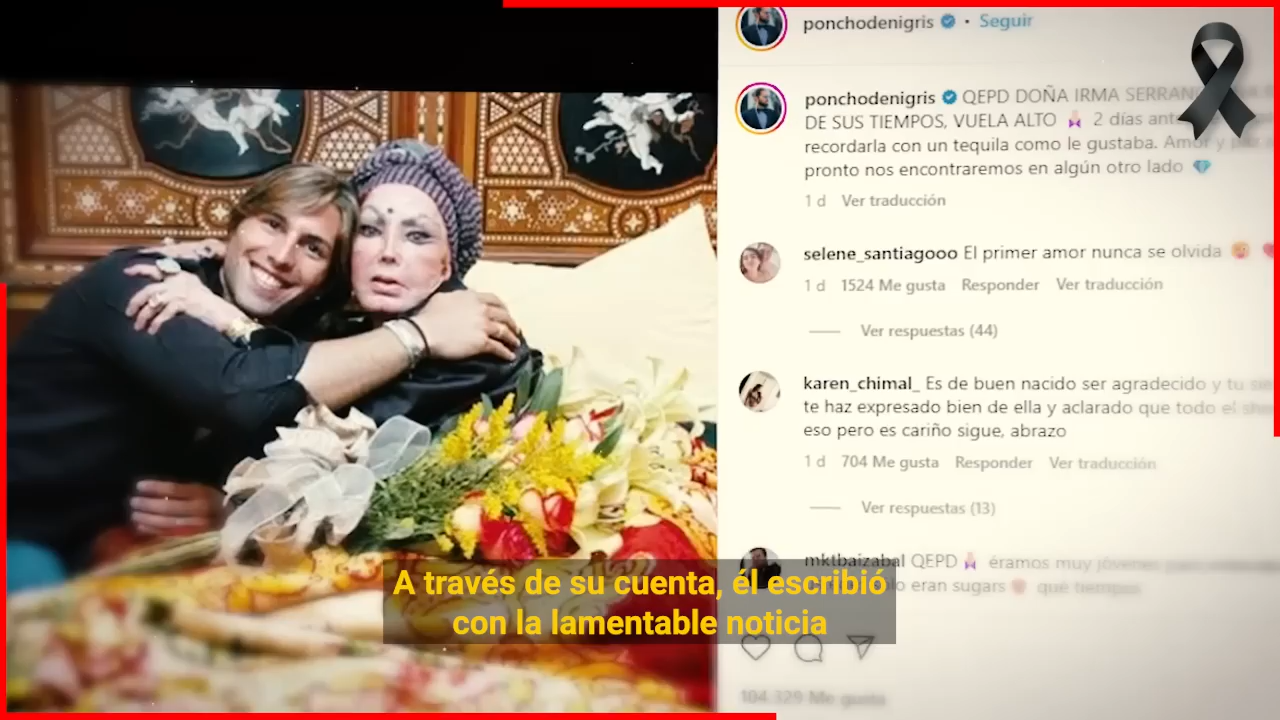 ponchodenigris • Seguir
ponchodenigris QEPD DOÑA IRMA SERRANO
DE SUS TIEMPOS, VUELA ALTO 2 días
recordarla con un tequila como le gustaba. Amor y
pronto nos encontraremos en algún otro lado
1 d Ver traducción
selene_santiagooo El primer amor nunca se olvida
1 d 1524 Me gusta Responder Ver traducción
Ver respuestas (44)
karen_chimal_ Es de buen nacido ser agradecido y tu
te haz expresado bien de ella y aclarado que todo el
eso pero es cariño sigue, abrazo
1 d 704 Me gusta Responder Ver traducción
Ver respuestas (13)
mktbaizabal QEPD éramos muy jóvenes
eran sugars qué tiempos
A través de su cuenta, él escribió
con la lamentable noticia
104,329 Me gusta